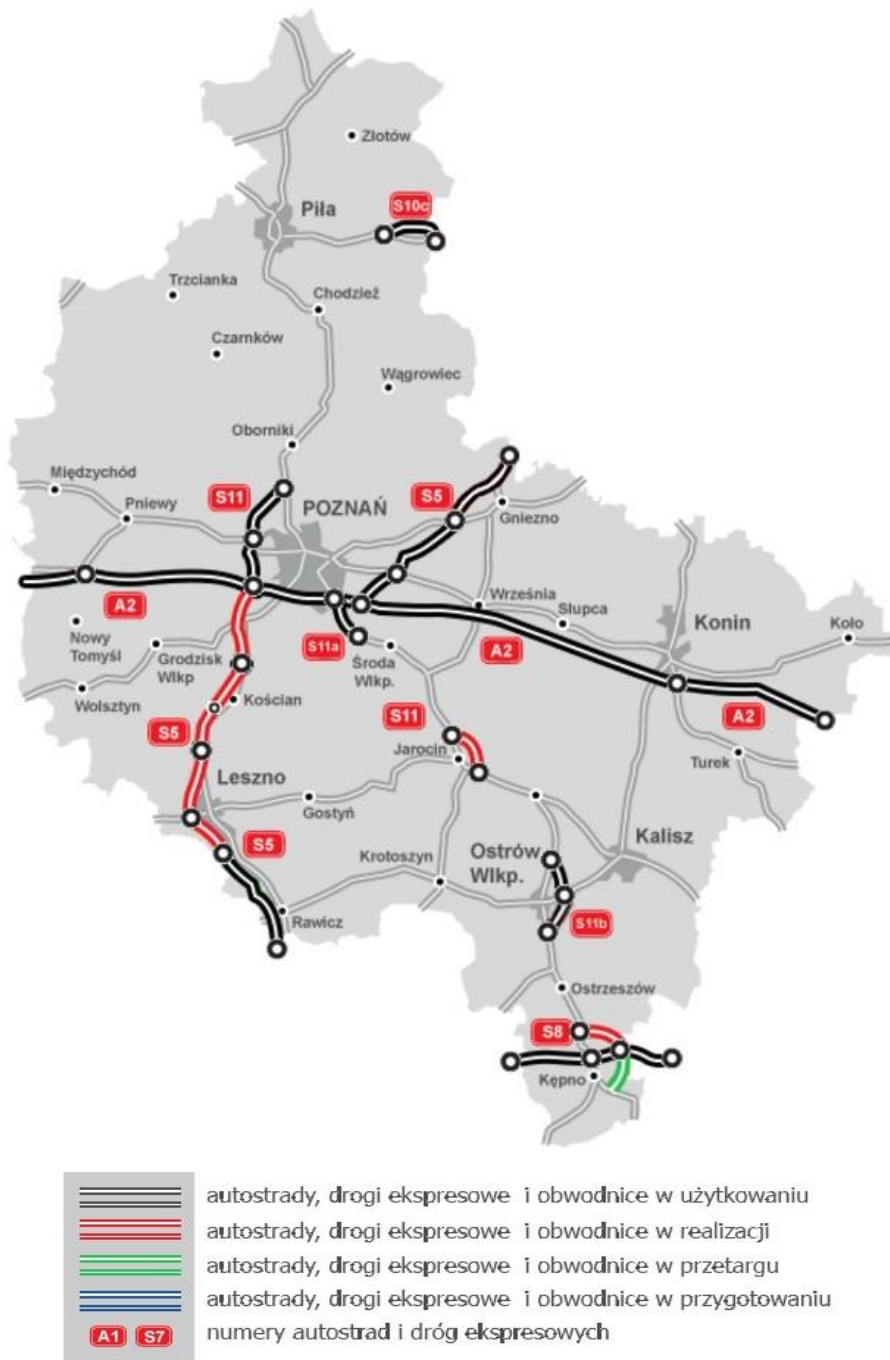 Złotów
S10c
Piła
Trzcianka
Chodzież
Czarnków
Wągrowiec
Oborniki
Międzychód
S11
S5
Pniewy
POZNAŃ
Gniezno
Września
A2
Słupca
Konin
Nowy
Tomyśl
Grodzisk
Wlkp
S11a
Środa
Wlkp.
A2
Koło
Wolsztyn
Kościan
S11
A2
S5
Jarocin
Turek
Leszno
Gostyń
S5
Krotoszyn
Ostrów
Wlkp.
Kalisz
Rawicz
S11b
Ostrzeszów
S8
Kępno
autostrady, drogi ekspresowe i obwodnice w użytkowaniu
autostrady, drogi ekspresowe i obwodnice w realizacji
autostrady, drogi ekspresowe i obwodnice w przetargu
autostrady, drogi ekspresowe i obwodnice w przygotowaniu
A1 S7 numery autostrad i dróg ekspresowych